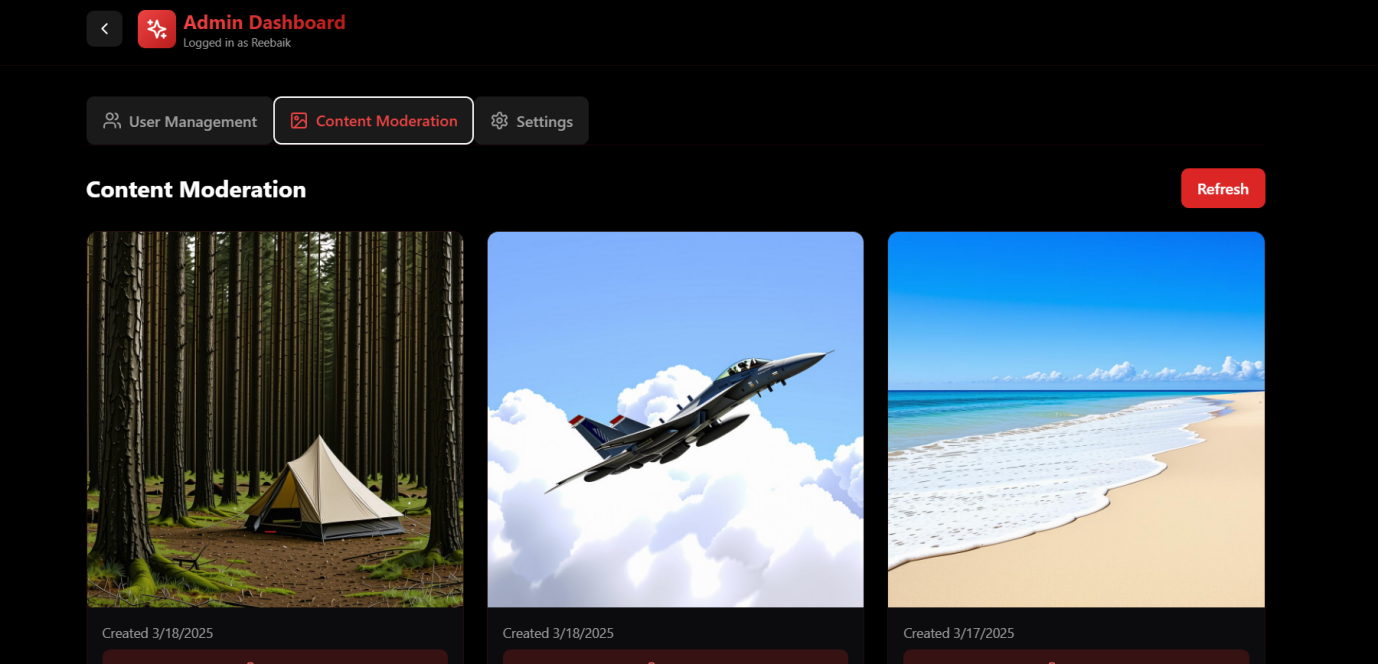 Admin Dashboard
Logged in as Reebaik
User Management
Content Moderation
Settings
Content Moderation
Refresh
Created 3/18/2025
Created 3/18/2025
Created 3/17/2025